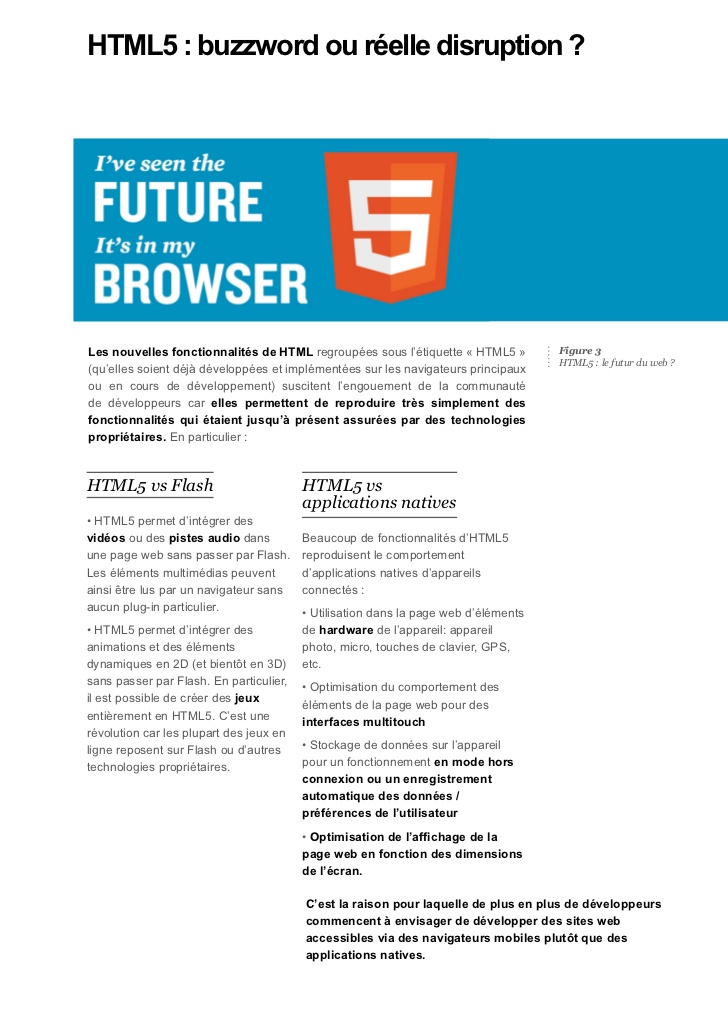 HTML5 : buzzword ou réelle disruption ?
I've seen the
FUTURE
It's in my
BROWSER
5
Les nouvelles fonctionnalités de HTML regroupées sous l'étiquette « HTML5 »
(qu'elles soient déjà développées et implémentées sur les navigateurs principaux
ou en cours de développement) suscitent l'engouement de la communauté
de développeurs car elles permettent de reproduire très simplement des
fonctionnalités qui étaient jusqu'à présent assurées par des technologies
propriétaires. En particulier :
Figure 3
HTML5 : le futur du web ?
HTML5 vs Flash
• HTML5 permet d'intégrer des
vidéos ou des pistes audio dans
une page web sans passer par Flash.
Les éléments multimédias peuvent
ainsi être lus par un navigateur sans
aucun plug-in particulier.
• HTML5 permet d'intégrer des
animations et des éléments
dynamiques en 2D (et bientôt en 3D)
sans passer par Flash. En particulier,
il est possible de créer des jeux
entièrement en HTML5. C'est une
révolution car les plupart des jeux en
ligne reposent sur Flash ou d'autres
technologies propriétaires.
HTML5 vs
applications natives
Beaucoup de fonctionnalités d'HTML5
reproduisent le comportement
d'applications natives d'appareils
connectés :
• Utilisation dans la page web d'éléments
de hardware de l'appareil: appareil
photo, micro, touches de clavier, GPS,
etc.
• Optimisation du comportement des
éléments de la page web pour des
interfaces multitouch
• Stockage de données sur l'appareil
pour un fonctionnement en mode hors
connexion ou un enregistrement
automatique des données /
préférences de l'utilisateur
• Optimisation de l'affichage de la
page web en fonction des dimensions
de l'écran.
C'est la raison pour laquelle de plus en plus de développeurs
commencent à envisager de développer des sites web
accessibles via des navigateurs mobiles plutôt que des
applications natives.